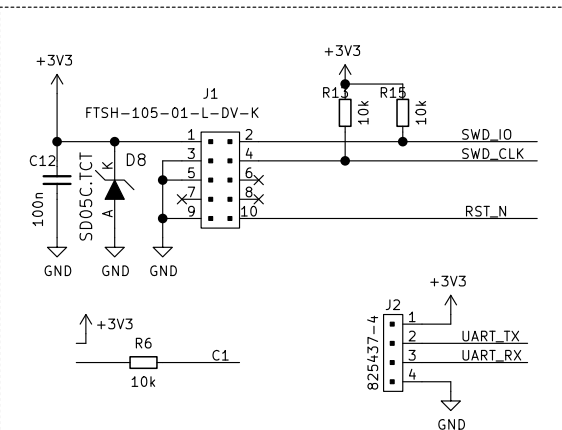 +3V3
J1
FTSH-105-01-L-DV-K
+3V3
R13
10k
R15
10k
C12
100n
SD05C.TCT
K
A
D8
1
2
SWD_IO
3
4
SWD_CLK
5
6
7
8
9
10
RST_N
GND
GND
GND
+3V3
R6
10k
C1
+3V3
J2
825437-4
1
2
UART_TX
3
UART_RX
4
GND